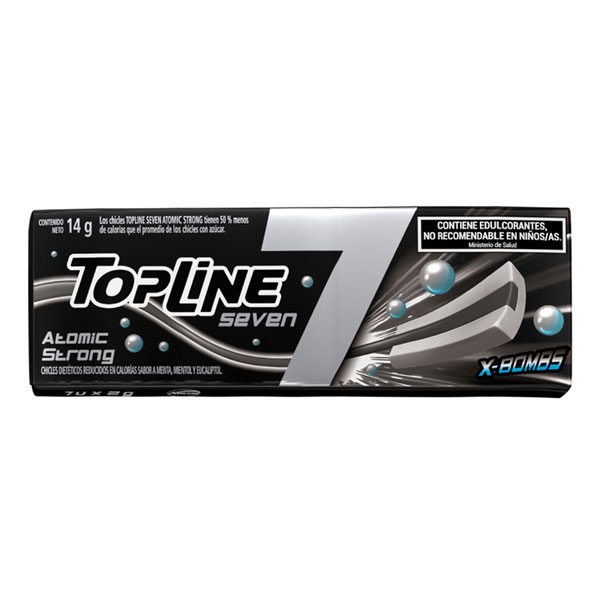 CONTENIDO
NETO 14 g
Los chicles TOPLINE SEVEN ATOMIC STRONG tienen 50 % menos
de calorías que el promedio de los chicles con azúcar.
TOPLINE
seven
7
Atomic
Strong
CHICLES DIETÉTICOS REDUCIDOS EN CALORÍAS SABOR A MENTA, MENTOL Y EUCALIPTOL.
7U X 2 g
CONTIENE EDULCORANTES,
NO RECOMENDABLE EN NIÑOS/AS.
Ministerio de Salud
X-BOMBS